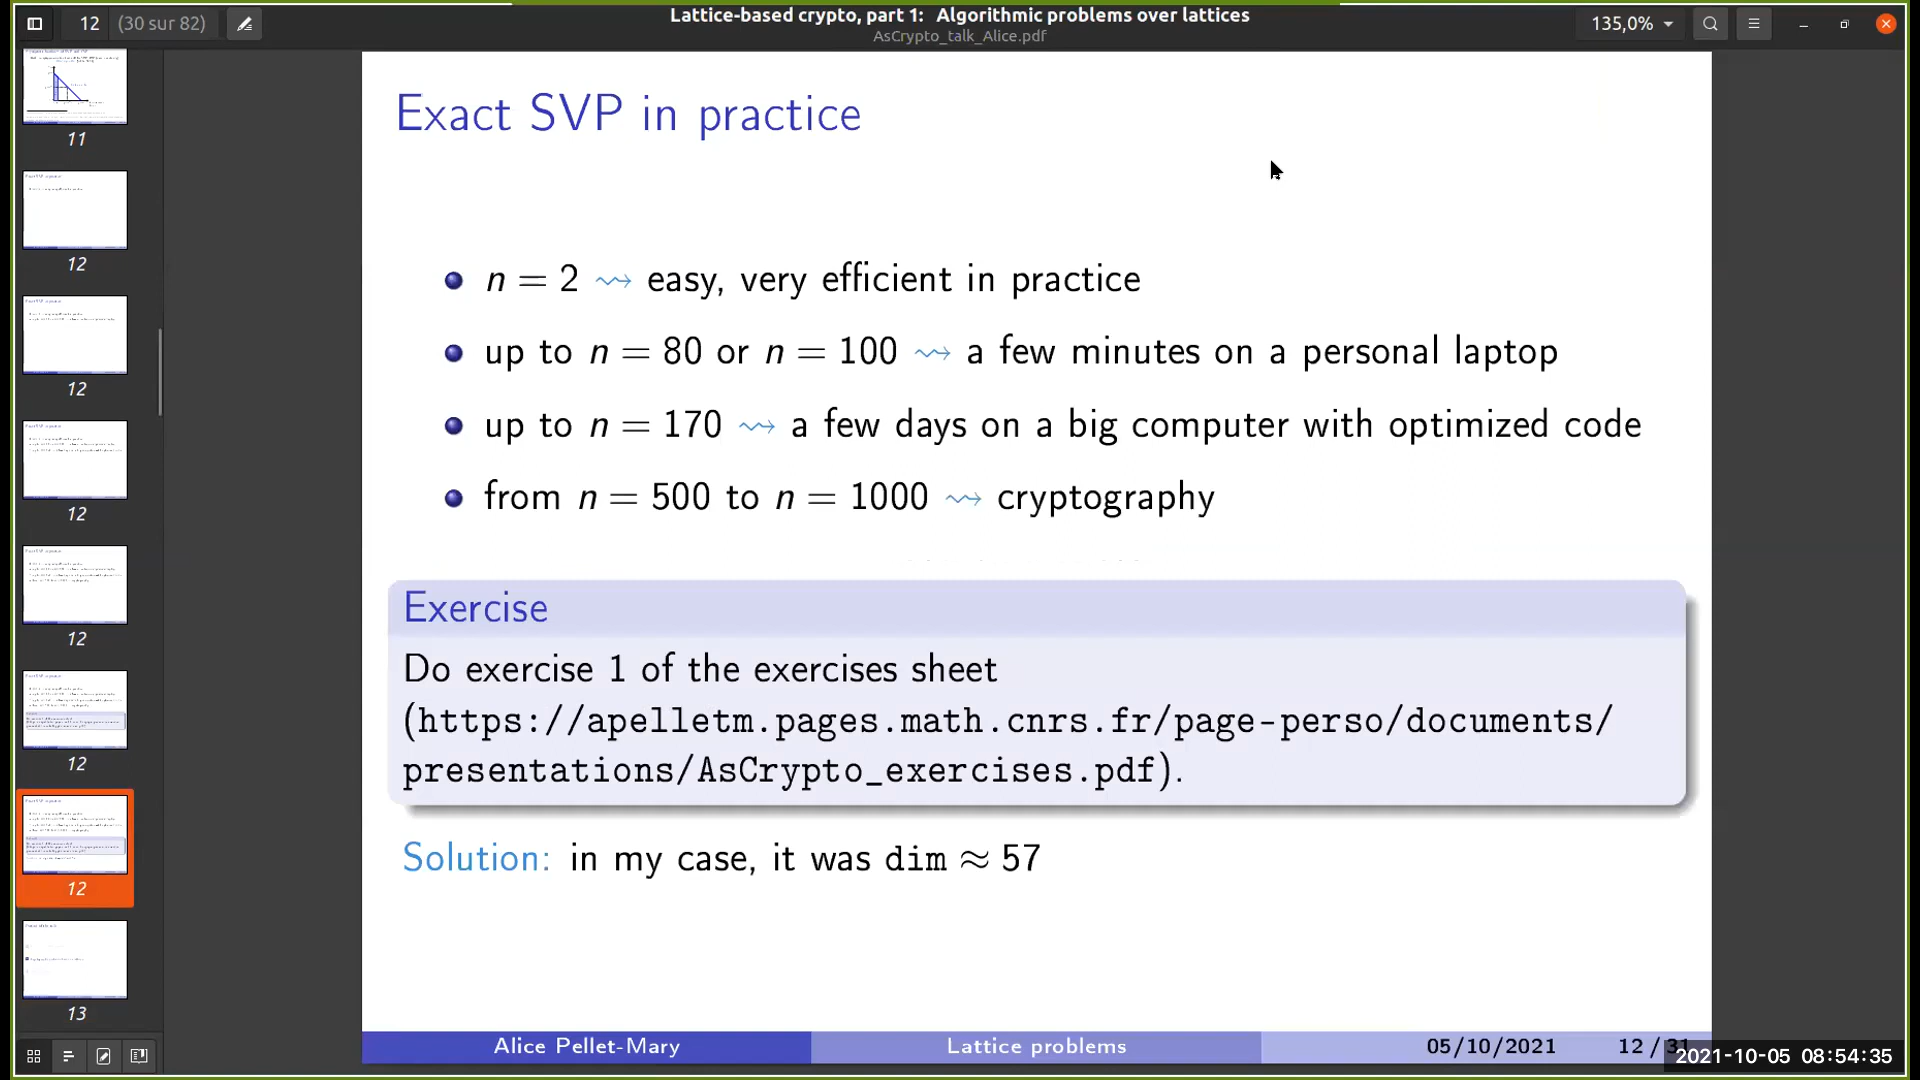 12 (30 sur 82)
Lattice-based crypto, part 1: Algorithmic problems over lattices
AsCrypto_talk_Alice.pdf
135,0%
11
12
12
12
12
12
12
13
Exact SVP in practice
n = 2 ⇝ easy, very efficient in practice
up to n = 80 or n = 100 ⇝ a few minutes on a personal laptop
up to n = 170 ⇝ a few days on a big computer with optimized code
from n = 500 to n = 1000 ⇝ cryptography
Exercise
Do exercise 1 of the exercises sheet
(https://apelletm.pages.math.cnrs.fr/page-perso/documents/
presentations/AsCrypto_exercises.pdf).
Solution: in my case, it was dim ≈ 57
Alice Pellet-Mary Lattice problems 05/10/2021 12 / 31
2021-10-05 08:54:35